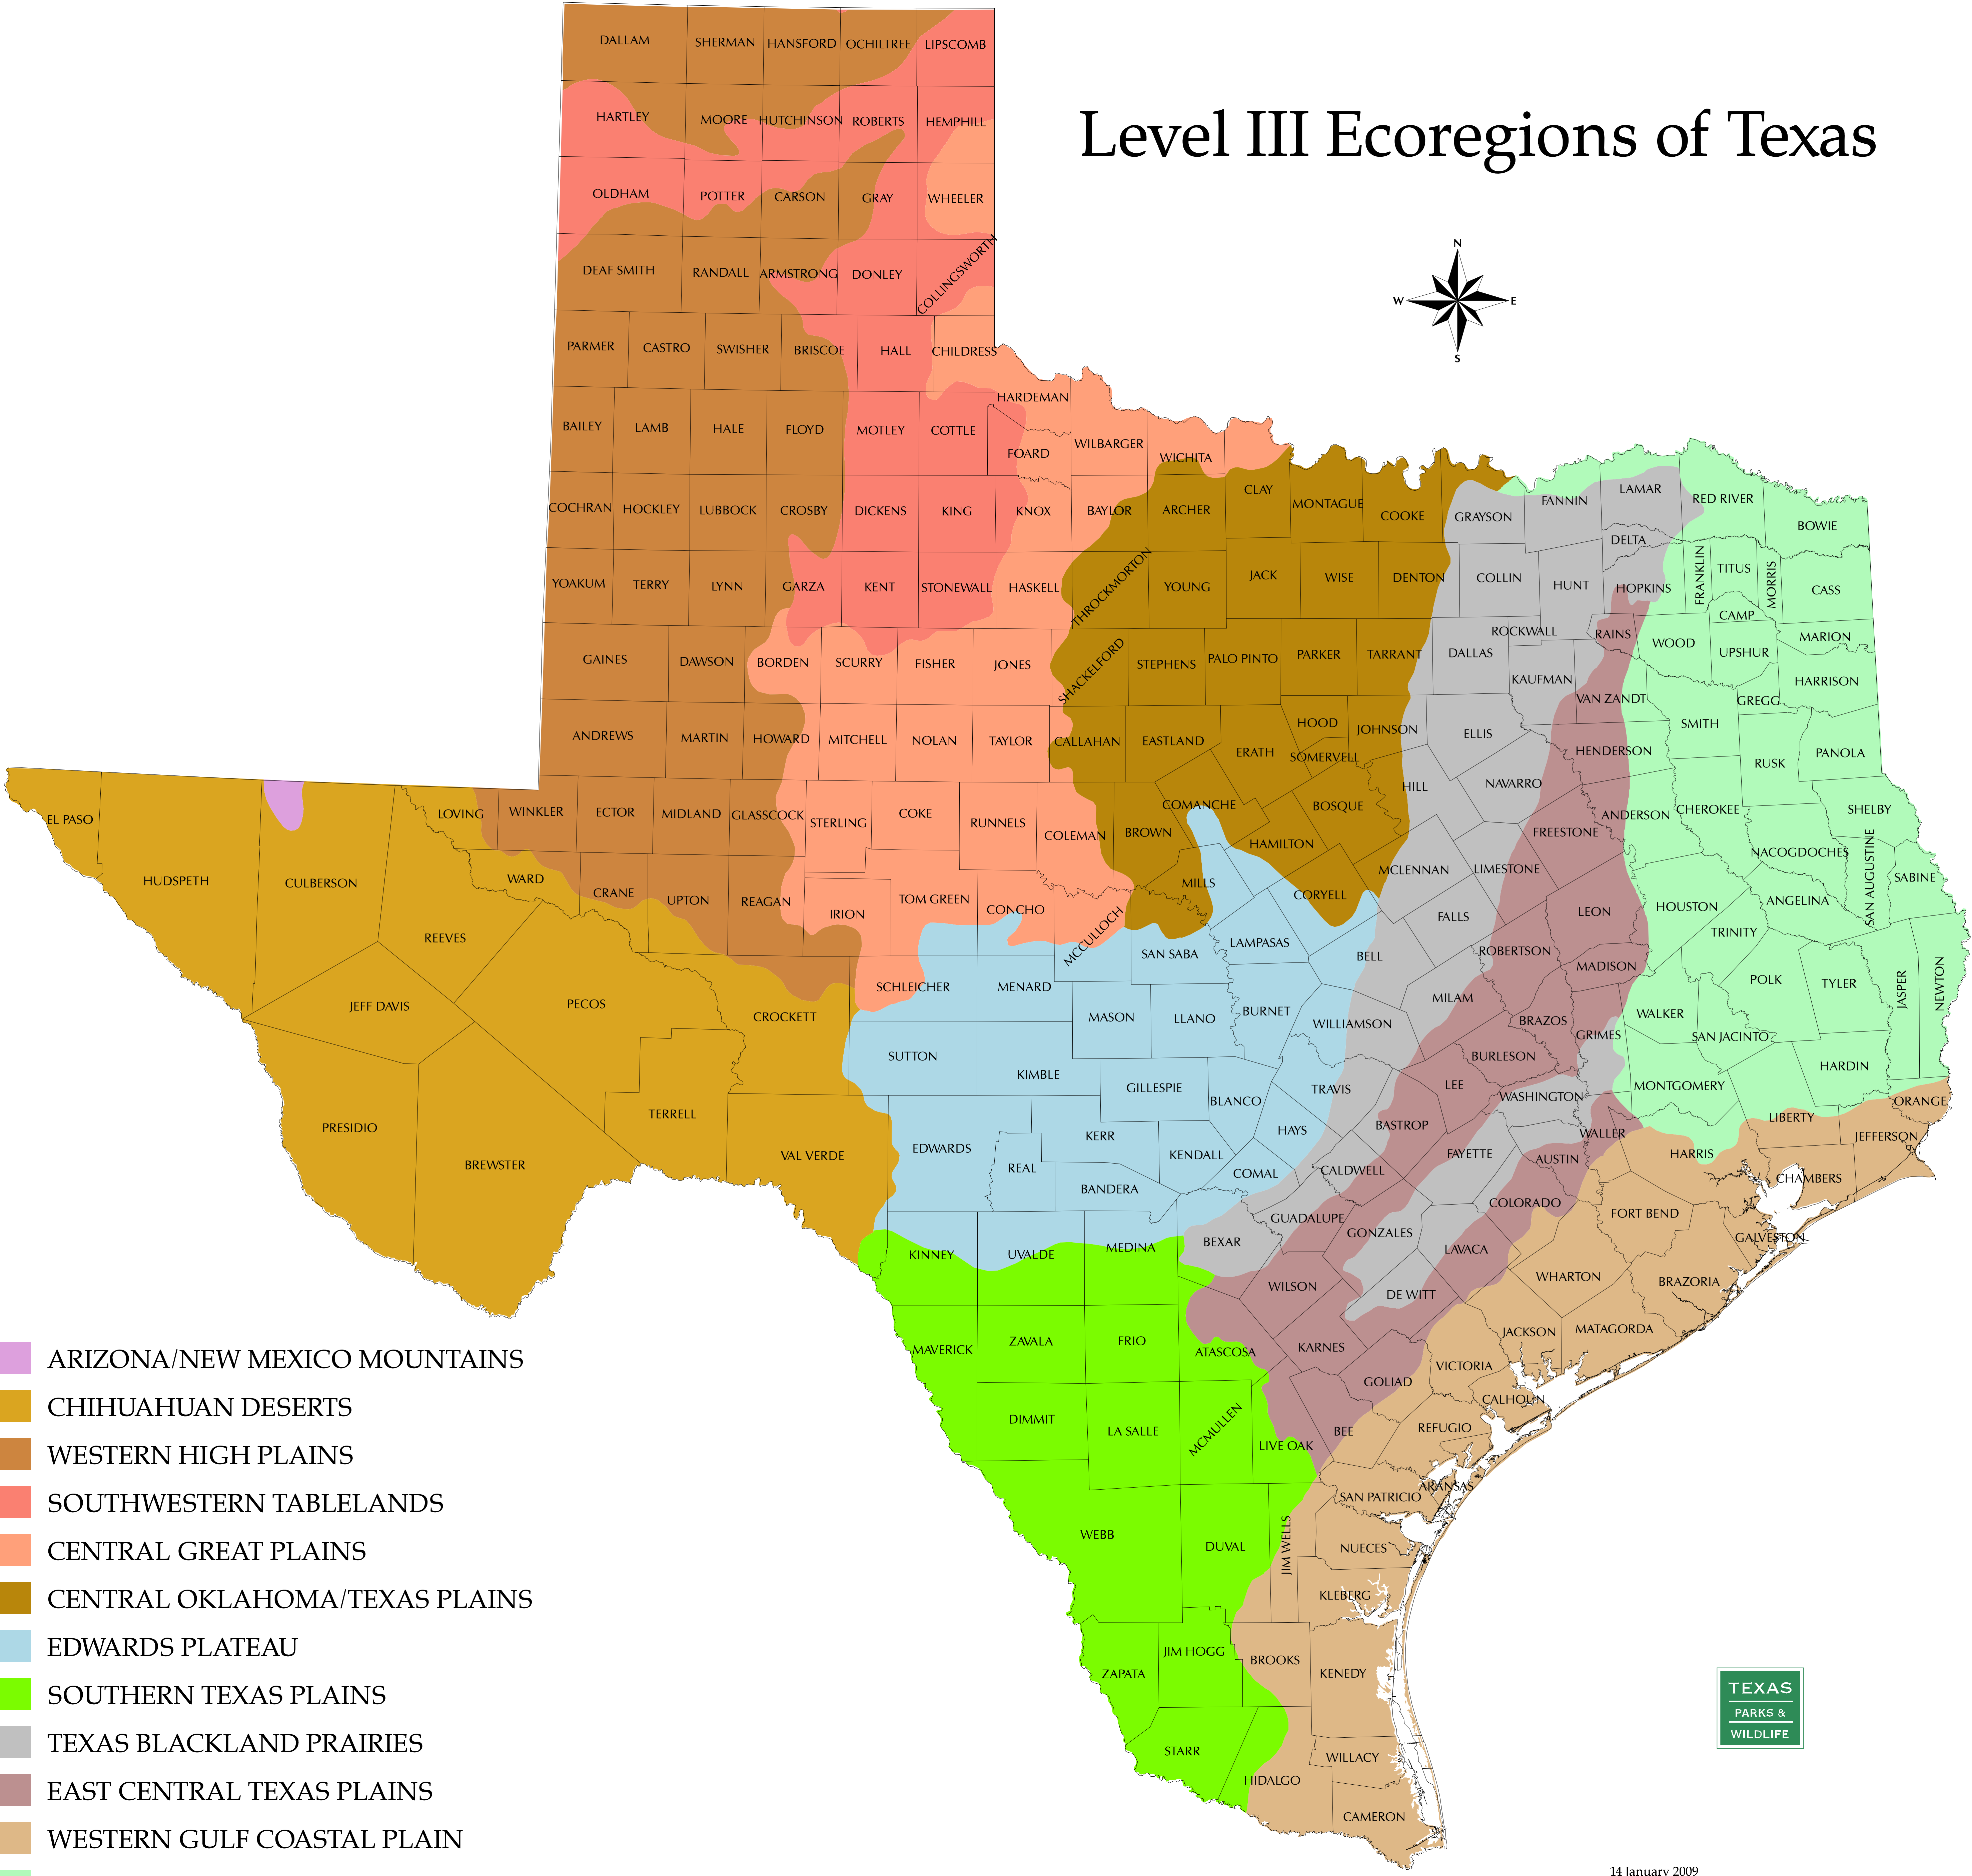 DALLAM
SHERMAN
HANSFORD
OCHILTREE
LIPSCOMB
Level III Ecoregions of Texas
HARTLEY
MOORE
HUTCHINSON
ROBERTS
HEMPHILL
OLDHAM
POTTER
CARSON
GRAY
WHEELER
DEAF SMITH
RANDALL
ARMSTRONG
DONLEY
COLLINGSWORTH
N
W
E
S
PARMER
CASTRO
SWISHER
BRISCOE
HALL
CHILDRESS
HARDEMAN
BAILEY
LAMB
HALE
FLOYD
MOTLEY
COTTLE
FOARD
WILBARGER
WICHITA
COCHRAN
HOCKLEY
LUBBOCK
CROSBY
DICKENS
KING
KNOX
BAYLOR
ARCHER
CLAY
MONTAGUE
COOKE
GRAYSON
FANNIN
LAMAR
RED RIVER
BOWIE
DELTA
YOAKUM
TERRY
LYNN
GARZA
KENT
STONEWALL
HASKELL
THROCKMORTON
YOUNG
JACK
WISE
DENTON
COLLIN
HUNT
HOPKINS
FRANKLIN
TITUS
MORRIS
CASS
CAMP
GAINES
DAWSON
BORDEN
SCURRY
FISHER
JONES
SHACKELFORD
STEPHENS
PALO PINTO
PARKER
TARRANT
DALLAS
ROCKWALL
RAINS
WOOD
UPSHUR
MARION
KAUFMAN
VAN ZANDT
HARRISON
GREGG
ANDREWS
MARTIN
HOWARD
MITCHELL
NOLAN
TAYLOR
CALLAHAN
EASTLAND
ERATH
HOOD
SOMERVELL
JOHNSON
ELLIS
HENDERSON
SMITH
RUSK
PANOLA
EL PASO
HUDSPETH
CULBERSON
REEVES
LOVING
WINKLER
ECTOR
MIDLAND
GLASSCOCK
STERLING
COKE
RUNNELS
COLEMAN
BROWN
COMANCHE
HAMILTON
BOSQUE
HILL
NAVARRO
FREESTONE
ANDERSON
CHEROKEE
NACOGDOCHES
SHELBY
SAN AUGUSTINE
SABINE
WARD
CRANE
UPTON
REAGAN
IRION
TOM GREEN
CONCHO
MCCULLOCH
MILLS
CORYELL
MCLENNAN
LIMESTONE
FALLS
LEON
HOUSTON
ANGELINA
TRINITY
SAN SABA
LAMPASAS
BELL
ROBERTSON
MADISON
POLK
TYLER
JASPER
NEWTON
JEFF DAVIS
PECOS
CROCKETT
SCHLEICHER
MENARD
MASON
LLANO
BURNET
WILLIAMSON
MILAM
BRAZOS
GRIMES
WALKER
SAN JACINTO
HARDIN
PRESIDIO
BREWSTER
TERRELL
VAL VERDE
SUTTON
KIMBLE
GILLESPIE
BLANCO
TRAVIS
LEE
BURLESON
WASHINGTON
MONTGOMERY
LIBERTY
ORANGE
EDWARDS
REAL
KERR
KENDALL
HAYS
BASTROP
FAYETTE
AUSTIN
WALLER
HARRIS
JEFFERSON
CHAMBERS
BANDERA
COMAL
CALDWELL
GUADALUPE
GONZALES
COLORADO
FORT BEND
GALVESTON
KINNEY
UVALDE
MEDINA
BEXAR
WILSON
LAVACA
DE WITT
WHARTON
BRAZORIA
MAVERICK
ZAVALA
FRIO
ATASCOSA
KARNES
GOLIAD
VICTORIA
JACKSON
MATAGORDA
CALHOUN
DIMMIT
LA SALLE
MCMULLEN
LIVE OAK
BEE
REFUGIO
ARANSAS
SAN PATRICIO
WEBB
DUVAL
JIM WELLS
NUECES
KLEBERG
ZAPATA
JIM HOGG
BROOKS
KENEDY
STARR
HIDALGO
WILLACY
CAMERON
ARIZONA/NEW MEXICO MOUNTAINS
CHIHUAHUAN DESERTS
WESTERN HIGH PLAINS
SOUTHWESTERN TABLELANDS
CENTRAL GREAT PLAINS
CENTRAL OKLAHOMA/TEXAS PLAINS
EDWARDS PLATEAU
SOUTHERN TEXAS PLAINS
TEXAS BLACKLAND PRAIRIES
EAST CENTRAL TEXAS PLAINS
WESTERN GULF COASTAL PLAIN
TEXAS
PARKS &
WILDLIFE
14 January 2009